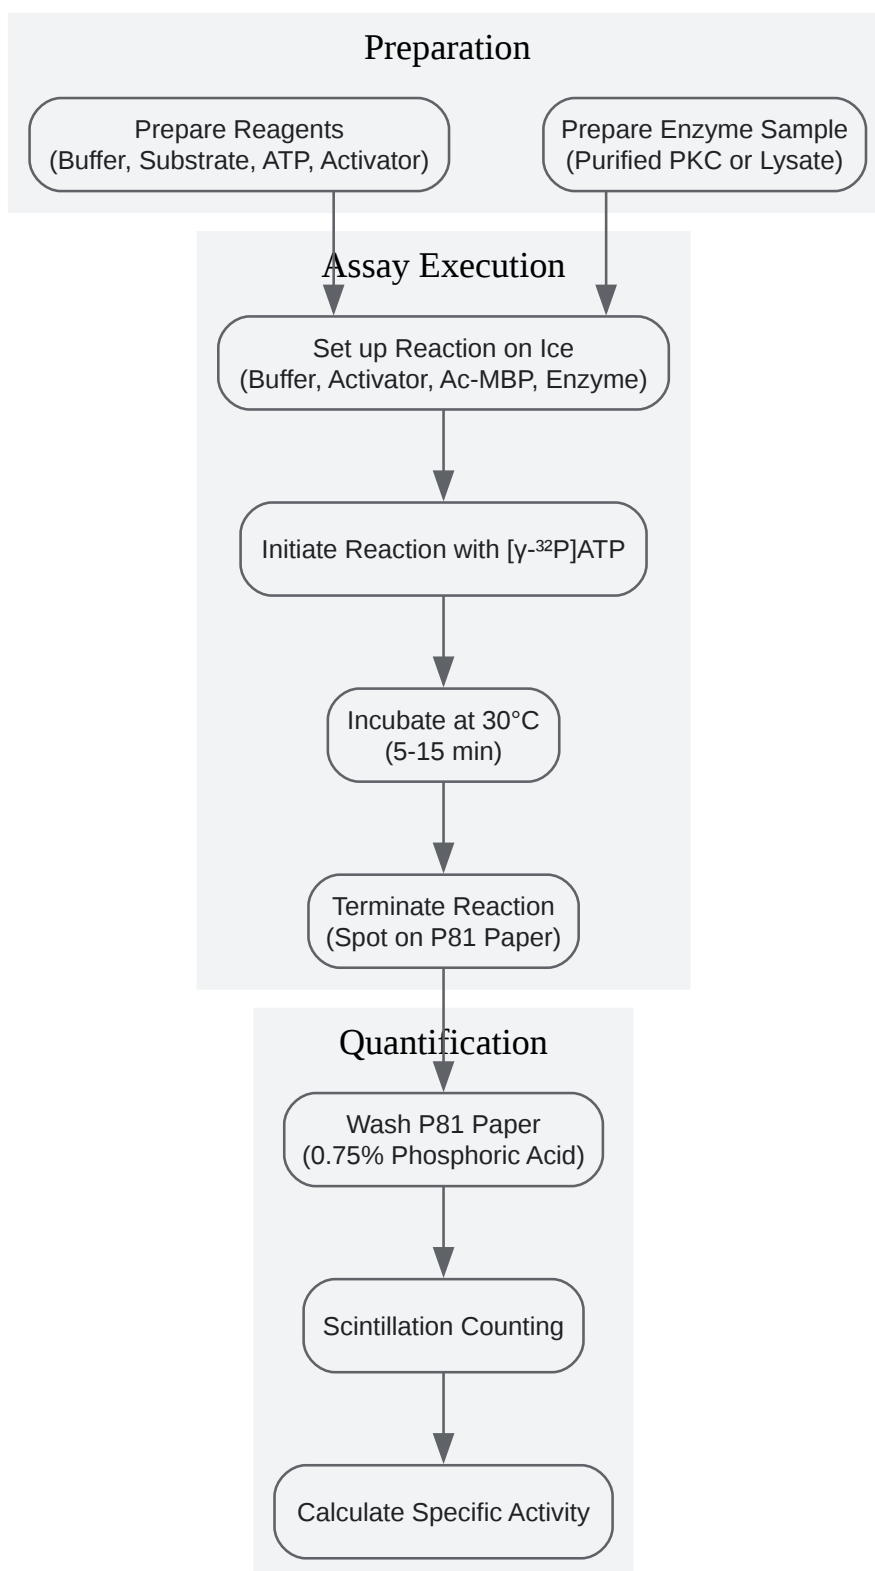 Preparation
Prepare Reagents
(Buffer, Substrate, ATP, Activator)
Prepare Enzyme Sample
(Purified PKC or Lysate)
Assay Execution
Set up Reaction on Ice
(Buffer, Activator, Ac-MBP, Enzyme)
Initiate Reaction with [γ-³²P]ATP
Incubate at 30°C
(5-15 min)
Terminate Reaction
(Spot on P81 Paper)
Quantification
Wash P81 Paper
(0.75% Phosphoric Acid)
Scintillation Counting
Calculate Specific Activity